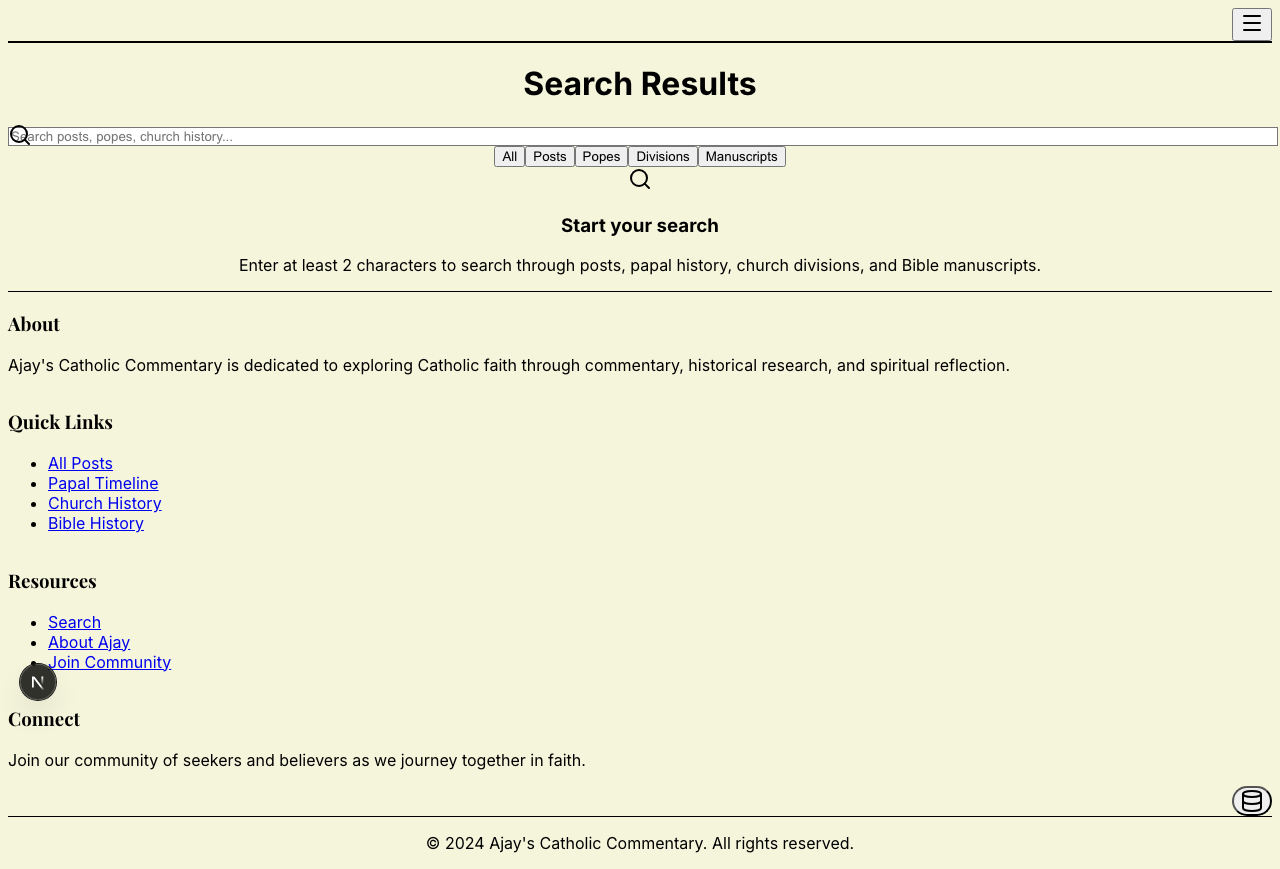 Search Results
Search posts, popes, church history...
All Posts Popes Divisions Manuscripts
Start your search
Enter at least 2 characters to search through posts, papal history, church divisions, and Bible manuscripts.
About
Ajay's Catholic Commentary is dedicated to exploring Catholic faith through commentary, historical research, and spiritual reflection.
Quick Links
All Posts
Papal Timeline
Church History
Bible History
Resources
Search
About Ajay
Join Community
N
Connect
Join our community of seekers and believers as we journey together in faith.
© 2024 Ajay's Catholic Commentary. All rights reserved.